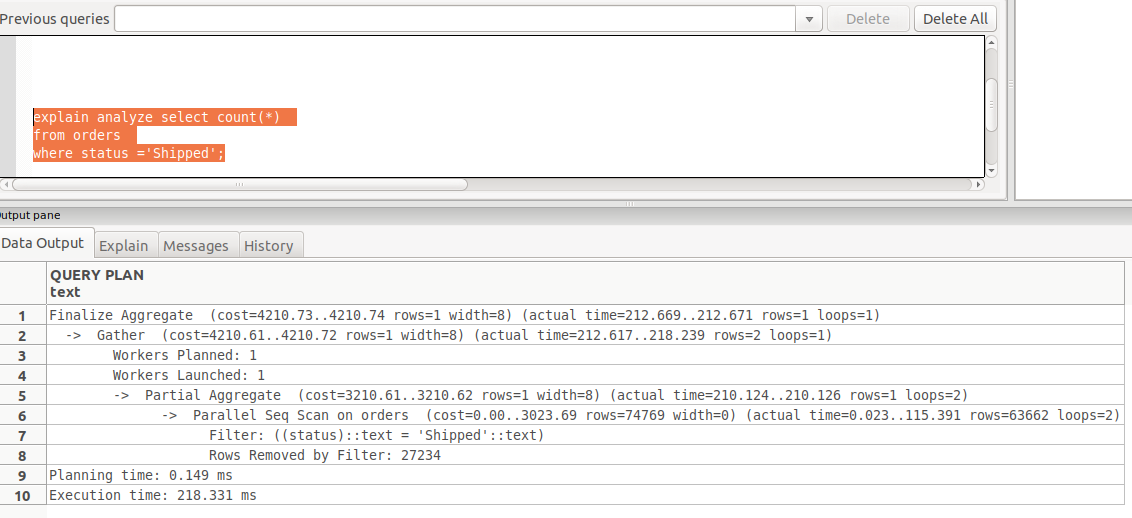 Previous queries
Delete
Delete All
explain analyze select count(*)
from orders
where status ='Shipped';
utput pane
Data Output
Explain
Messages
History
QUERY PLAN
text
1 Finalize Aggregate (cost=4210.73..4210.74 rows=1 width=8) (actual time=212.669..212.671 rows=1 loops=1)
2 -> Gather (cost=4210.61..4210.72 rows=1 width=8) (actual time=212.617..218.239 rows=2 loops=1)
3 Workers Planned: 1
4 Workers Launched: 1
5 -> Partial Aggregate (cost=3210.61..3210.62 rows=1 width=8) (actual time=210.124..210.126 rows=1 loops=2)
6 -> Parallel Seq Scan on orders (cost=0.00..3023.69 rows=74769 width=0) (actual time=0.023..115.391 rows=63662 loops=2)
7 Filter: ((status)::text = 'Shipped'::text)
8 Rows Removed by Filter: 27234
9 Planning time: 0.149 ms
10 Execution time: 218.331 ms